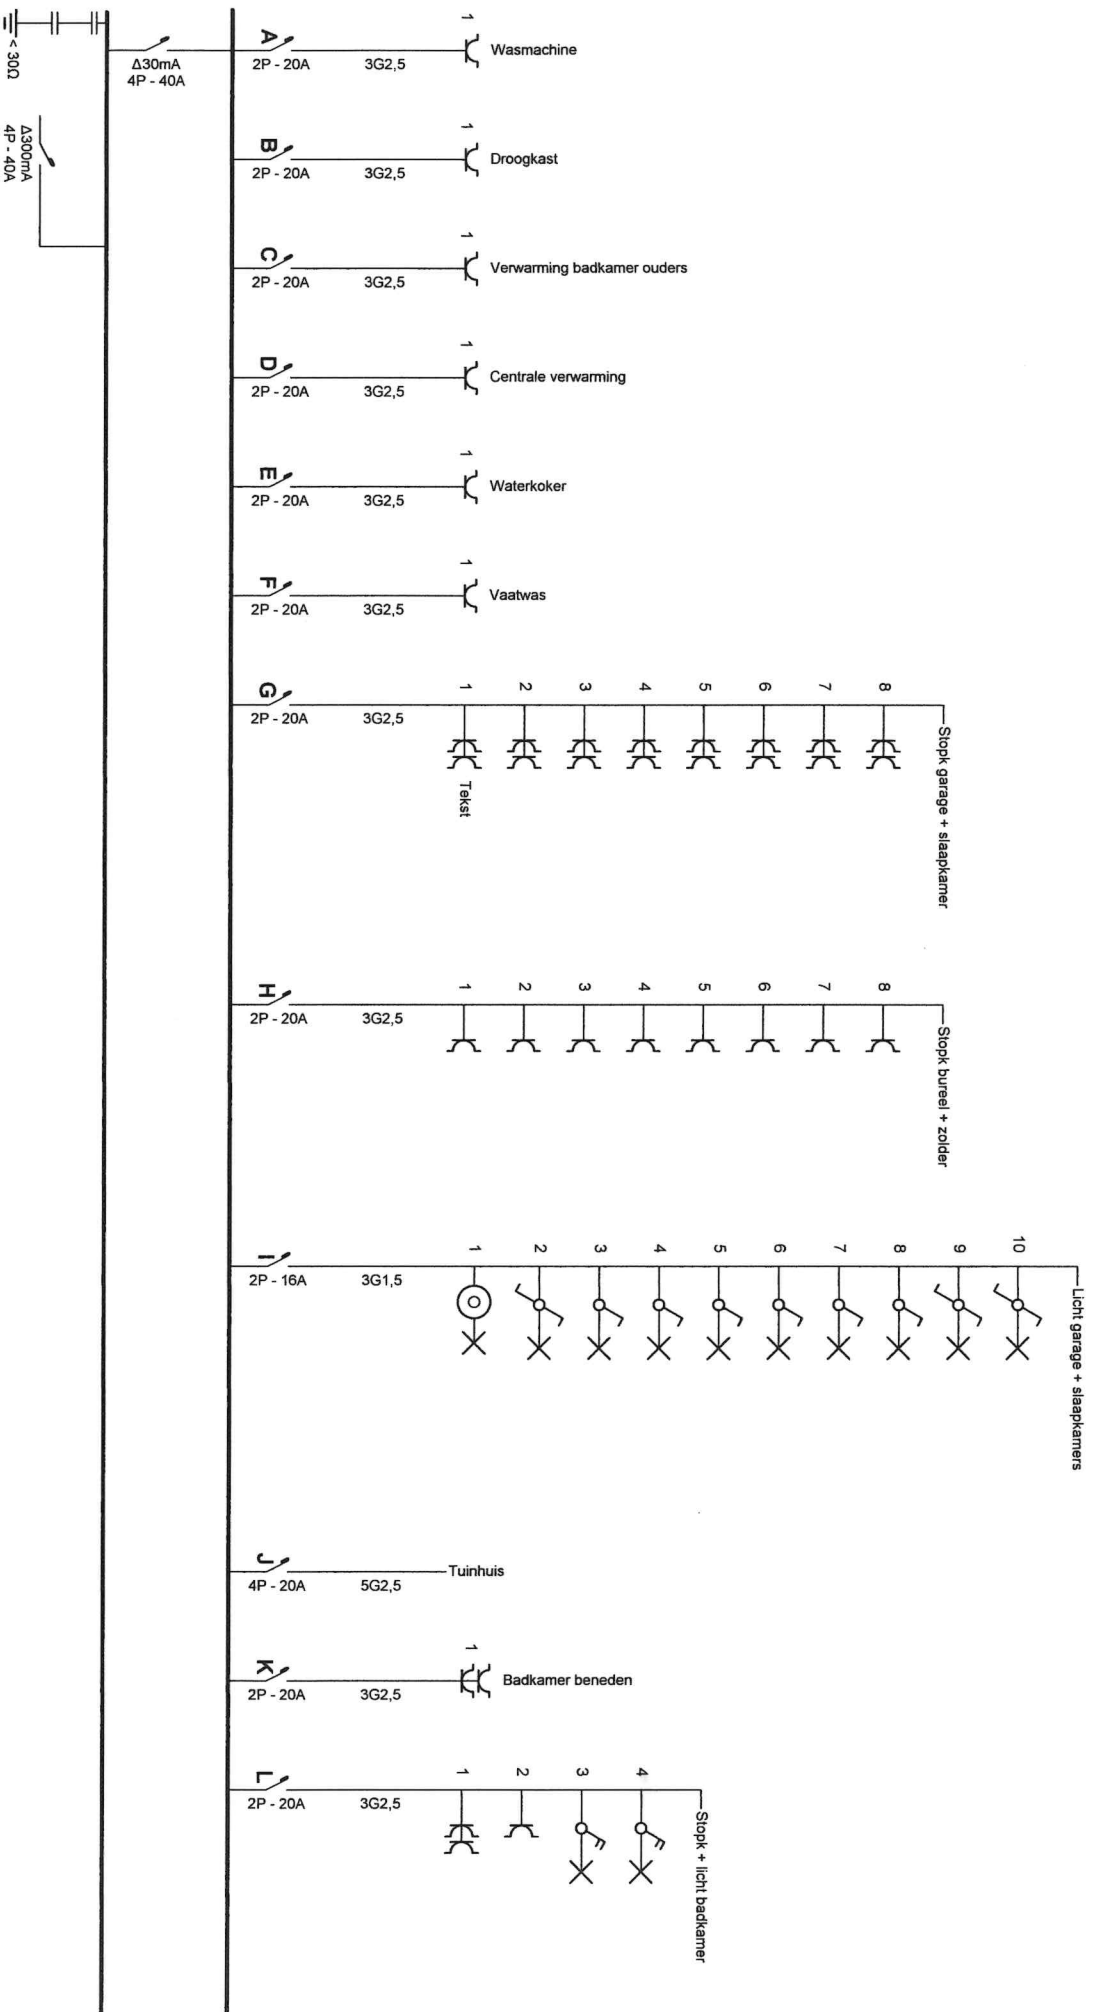 < 30Ω
Δ300mA
4P - 40A
Δ30mA
4P - 40A
A
2P - 20A
3G2,5
1
Wasmachine
B
2P - 20A
3G2,5
1
Droogkast
C
2P - 20A
3G2,5
1
Verwarming badkamer ouders
D
2P - 20A
3G2,5
1
Centrale verwarming
E
2P - 20A
3G2,5
1
Waterkoker
F
2P - 20A
3G2,5
1
Vaatwas
G
2P - 20A
3G2,5
1 2 3 4 5 6 7 8
Tekst
Stopk garage + slaapkamer
H
2P - 20A
3G2,5
1 2 3 4 5 6 7 8
Stopk bureel + zolder
I
2P - 16A
3G1,5
1 2 3 4 5 6 7 8 9 10
Licht garage + slaapkamers
J
4P - 20A
5G2,5
Tuinhuis
K
2P - 20A
3G2,5
1
Badkamer beneden
L
2P - 20A
3G2,5
1 2 3 4
Stopk + licht badkamer